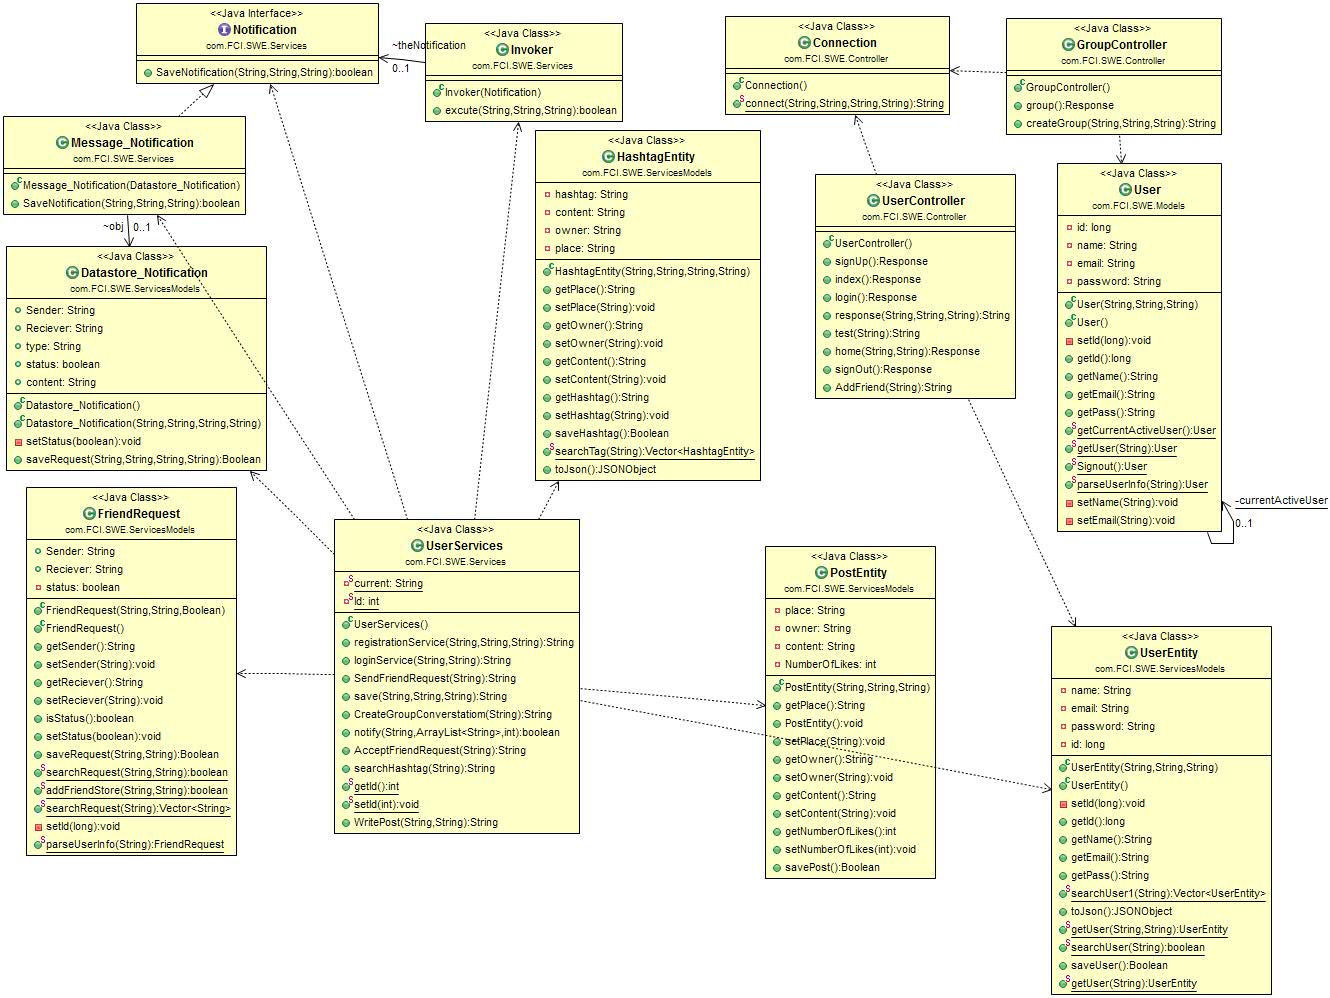 <<Java Interface>>
Notification
com.FCI.SWE.Services
SaveNotification(String,String,String):boolean
~theNotification
0..1
<<Java Class>>
Invoker
com.FCI.SWE.Services
Invoker(Notification)
excute(String,String,String):boolean
<<Java Class>>
Connection
com.FCI.SWE.Controller
Connection()
connect(String,String,String,String):String
<<Java Class>>
GroupController
com.FCI.SWE.Controller
GroupController()
group():Response
createGroup(String,String,String):String
<<Java Class>>
Message_Notification
com.FCI.SWE.Services
Message_Notification(Datastore_Notification)
SaveNotification(String,String,String):boolean
~obj
0..1
<<Java Class>>
Datastore_Notification
com.FCI.SWE.ServicesModels
Sender: String
Reciever: String
type: String
status: boolean
content: String
Datastore_Notification()
Datastore_Notification(String,String,String,String)
setStatus(boolean):void
saveRequest(String,String,String,String):Boolean
<<Java Class>>
HashtagEntity
com.FCI.SWE.ServicesModels
hashtag: String
content: String
owner: String
place: String
HashtagEntity(String,String,String,String)
getPlace():String
setPlace(String):void
getOwner():String
setOwner(String):void
getContent():String
setContent(String):void
getHashtag():String
setHashtag(String):void
saveHashtag():Boolean
searchTag(String):Vector<HashtagEntity>
toJson():JSONObject
<<Java Class>>
UserController
com.FCI.SWE.Controller
UserController()
signUp():Response
index():Response
login():Response
response(String,String,String):String
test(String):String
home(String,String):Response
signOut():Response
AddFriend(String):String
<<Java Class>>
User
com.FCI.SWE.Models
id: long
name: String
email: String
password: String
User(String,String,String)
User()
setId(long):void
getId():long
getName():String
getEmail():String
getPass():String
getCurrentActiveUser():User
getUser(String):User
Signout():User
parseUserInfo(String):User
setName(String):void
setEmail(String):void
-currentActiveUser
0..1
<<Java Class>>
FriendRequest
com.FCI.SWE.ServicesModels
Sender: String
Reciever: String
status: boolean
FriendRequest(String,String,Boolean)
FriendRequest()
getSender():String
setSender(String):void
getReciever():String
setReciever(String):void
isStatus():boolean
setStatus(boolean):void
saveRequest(String,String):Boolean
searchRequest(String,String):boolean
addFriendStore(String,String):boolean
searchRequest(String):Vector<String>
setId(long):void
parseUserInfo(String):FriendRequest
<<Java Class>>
UserServices
com.FCI.SWE.Services
current: String
Id: int
UserServices()
registrationService(String,String,String):String
loginService(String,String):String
SendFriendRequest(String):String
save(String,String,String):String
CreateGroupConverstatiom(String):String
notify(String,ArrayList<String>,int):boolean
AcceptFriendRequest(String):String
searchHashtag(String):String
getId():int
setId(int):void
WritePost(String,String):String
<<Java Class>>
PostEntity
com.FCI.SWE.ServicesModels
place: String
owner: String
content: String
NumberOfLikes: int
PostEntity(String,String,String)
getPlace():String
PostEntity():void
setPlace(String):void
getOwner():String
setOwner(String):void
getContent():String
setContent(String):void
getNumberOfLikes():int
setNumberOfLikes(int):void
savePost():Boolean
<<Java Class>>
UserEntity
com.FCI.SWE.ServicesModels
name: String
email: String
password: String
id: long
UserEntity(String,String,String)
UserEntity()
setId(long):void
getId():long
getName():String
getEmail():String
getPass():String
searchUser1(String):Vector<UserEntity>
toJson():JSONObject
getUser(String,String):UserEntity
searchUser(String):boolean
saveUser():Boolean
getUser(String):UserEntity